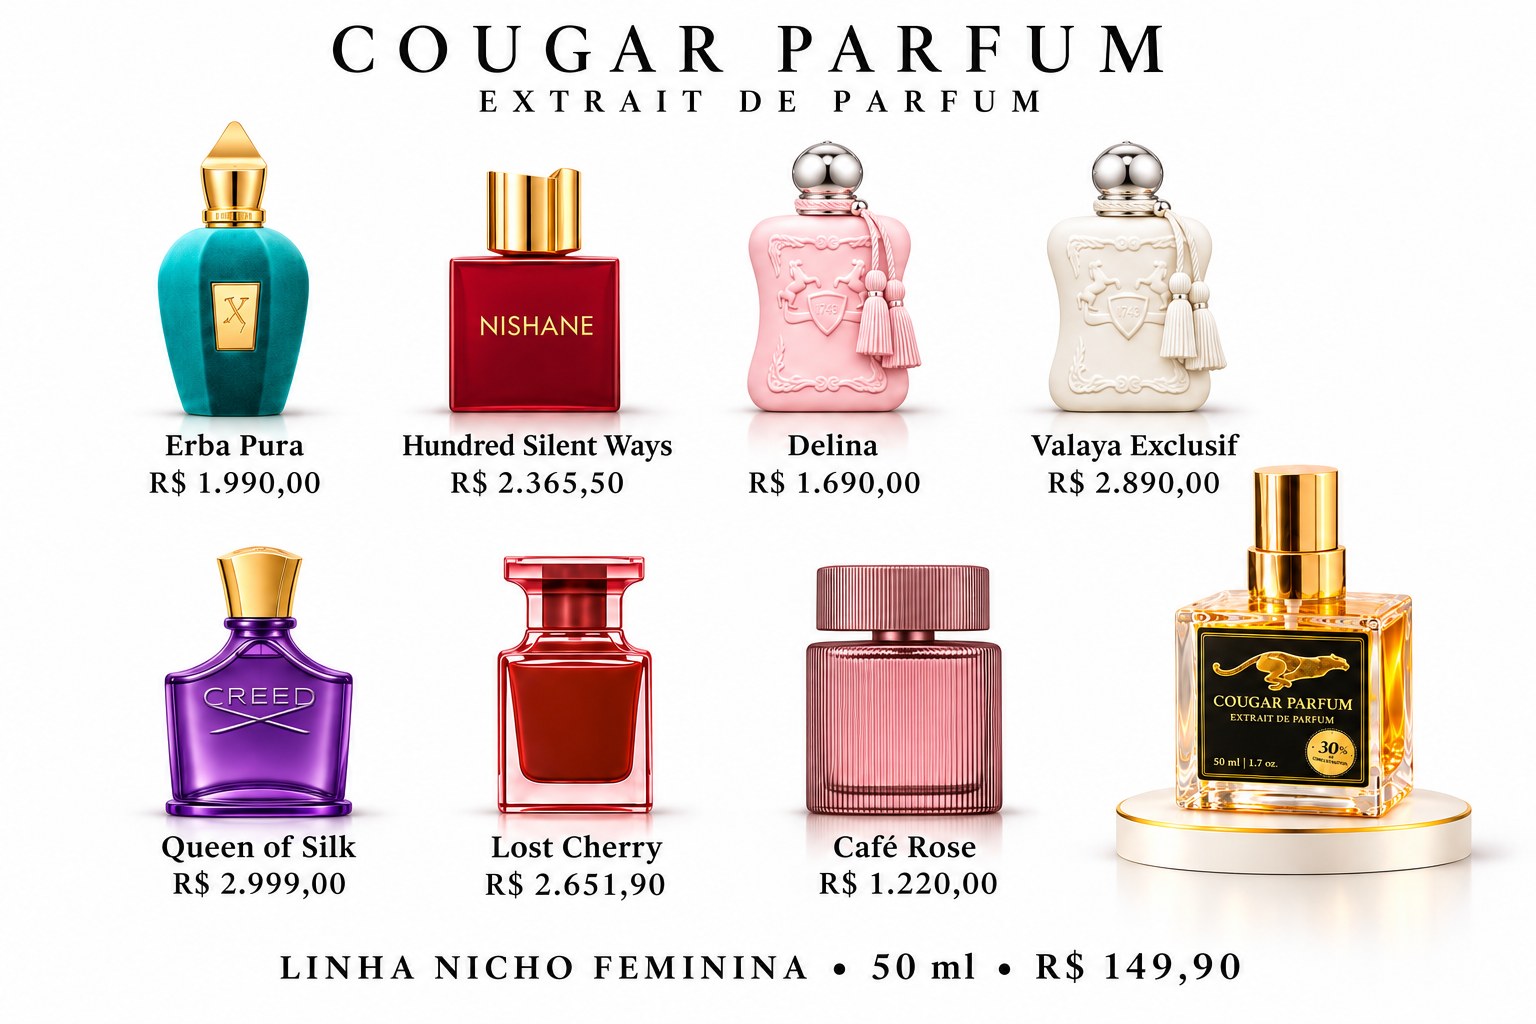 COUGAR PARFUM
EXTRAIT DE PARFUM
X
NISHANE
1743
1743
Erba Pura
R$ 1.990,00
Hundred Silent Ways
R$ 2.365,50
Delina
R$ 1.690,00
Valaya Exclusif
R$ 2.890,00
CREED
COUGAR PARFUM
EXTRAIT DE PARFUM
30%
50 ml | 1.7 oz.
Queen of Silk
R$ 2.999,00
Lost Cherry
R$ 2.651,90
Café Rose
R$ 1.220,00
LINHA NICHO FEMININA • 50 ml • R$ 149,90